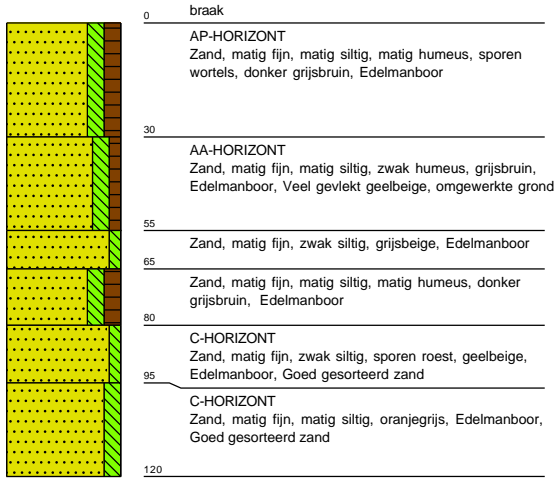 0 braak
AP-HORIZONT
Zand, matig fijn, matig siltig, matig humeus, sporen
wortels, donker grijsbruin, Edelmanboor
30
AA-HORIZONT
Zand, matig fijn, matig siltig, zwak humeus, grijsbruin,
Edelmanboor, Veel gevlekt geelbeige, omgewerkte grond
55
Zand, matig fijn, zwak siltig, grijsbeige, Edelmanboor
65
Zand, matig fijn, matig siltig, matig humeus, donker
grijsbruin, Edelmanboor
80
C-HORIZONT
Zand, matig fijn, zwak siltig, sporen roest, geelbeige,
Edelmanboor, Goed gesorteerd zand
95
C-HORIZONT
Zand, matig fijn, matig siltig, oranjegrijs, Edelmanboor,
Goed gesorteerd zand
120